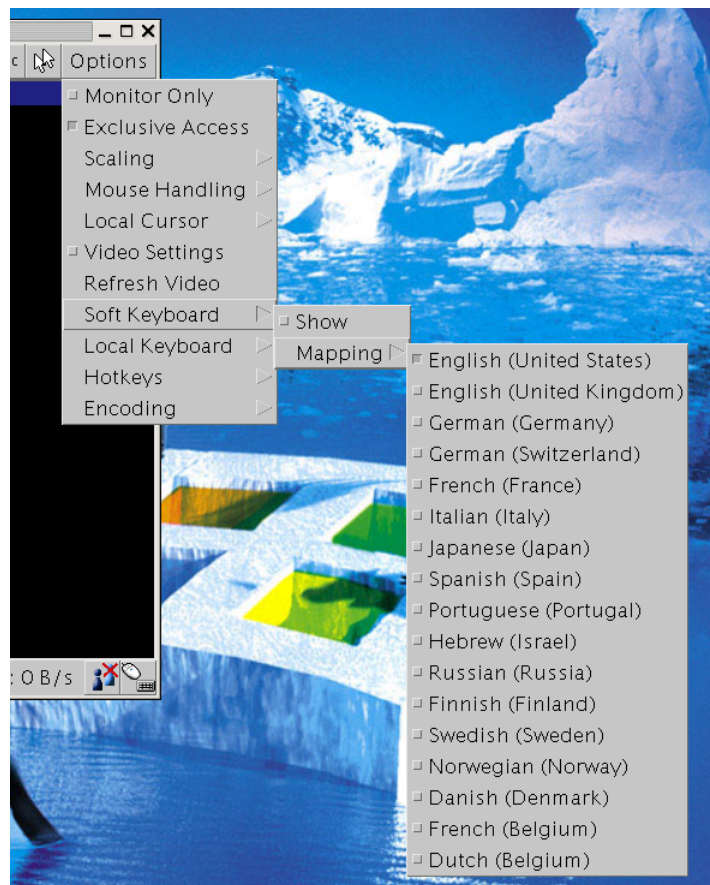 c Options
Monitor Only
Exclusive Access
Scaling
Mouse Handling
Local Cursor
Video Settings
Refresh Video
Soft Keyboard
Local Keyboard
Hotkeys
Encoding
Show
Mapping
English (United States)
English (United Kingdom)
German (Germany)
German (Switzerland)
French (France)
Italian (Italy)
Japanese (Japan)
Spanish (Spain)
Portuguese (Portugal)
Hebrew (Israel)
Russian (Russia)
Finnish (Finland)
Swedish (Sweden)
Norwegian (Norway)
Danish (Denmark)
French (Belgium)
Dutch (Belgium)
: 0 B/s